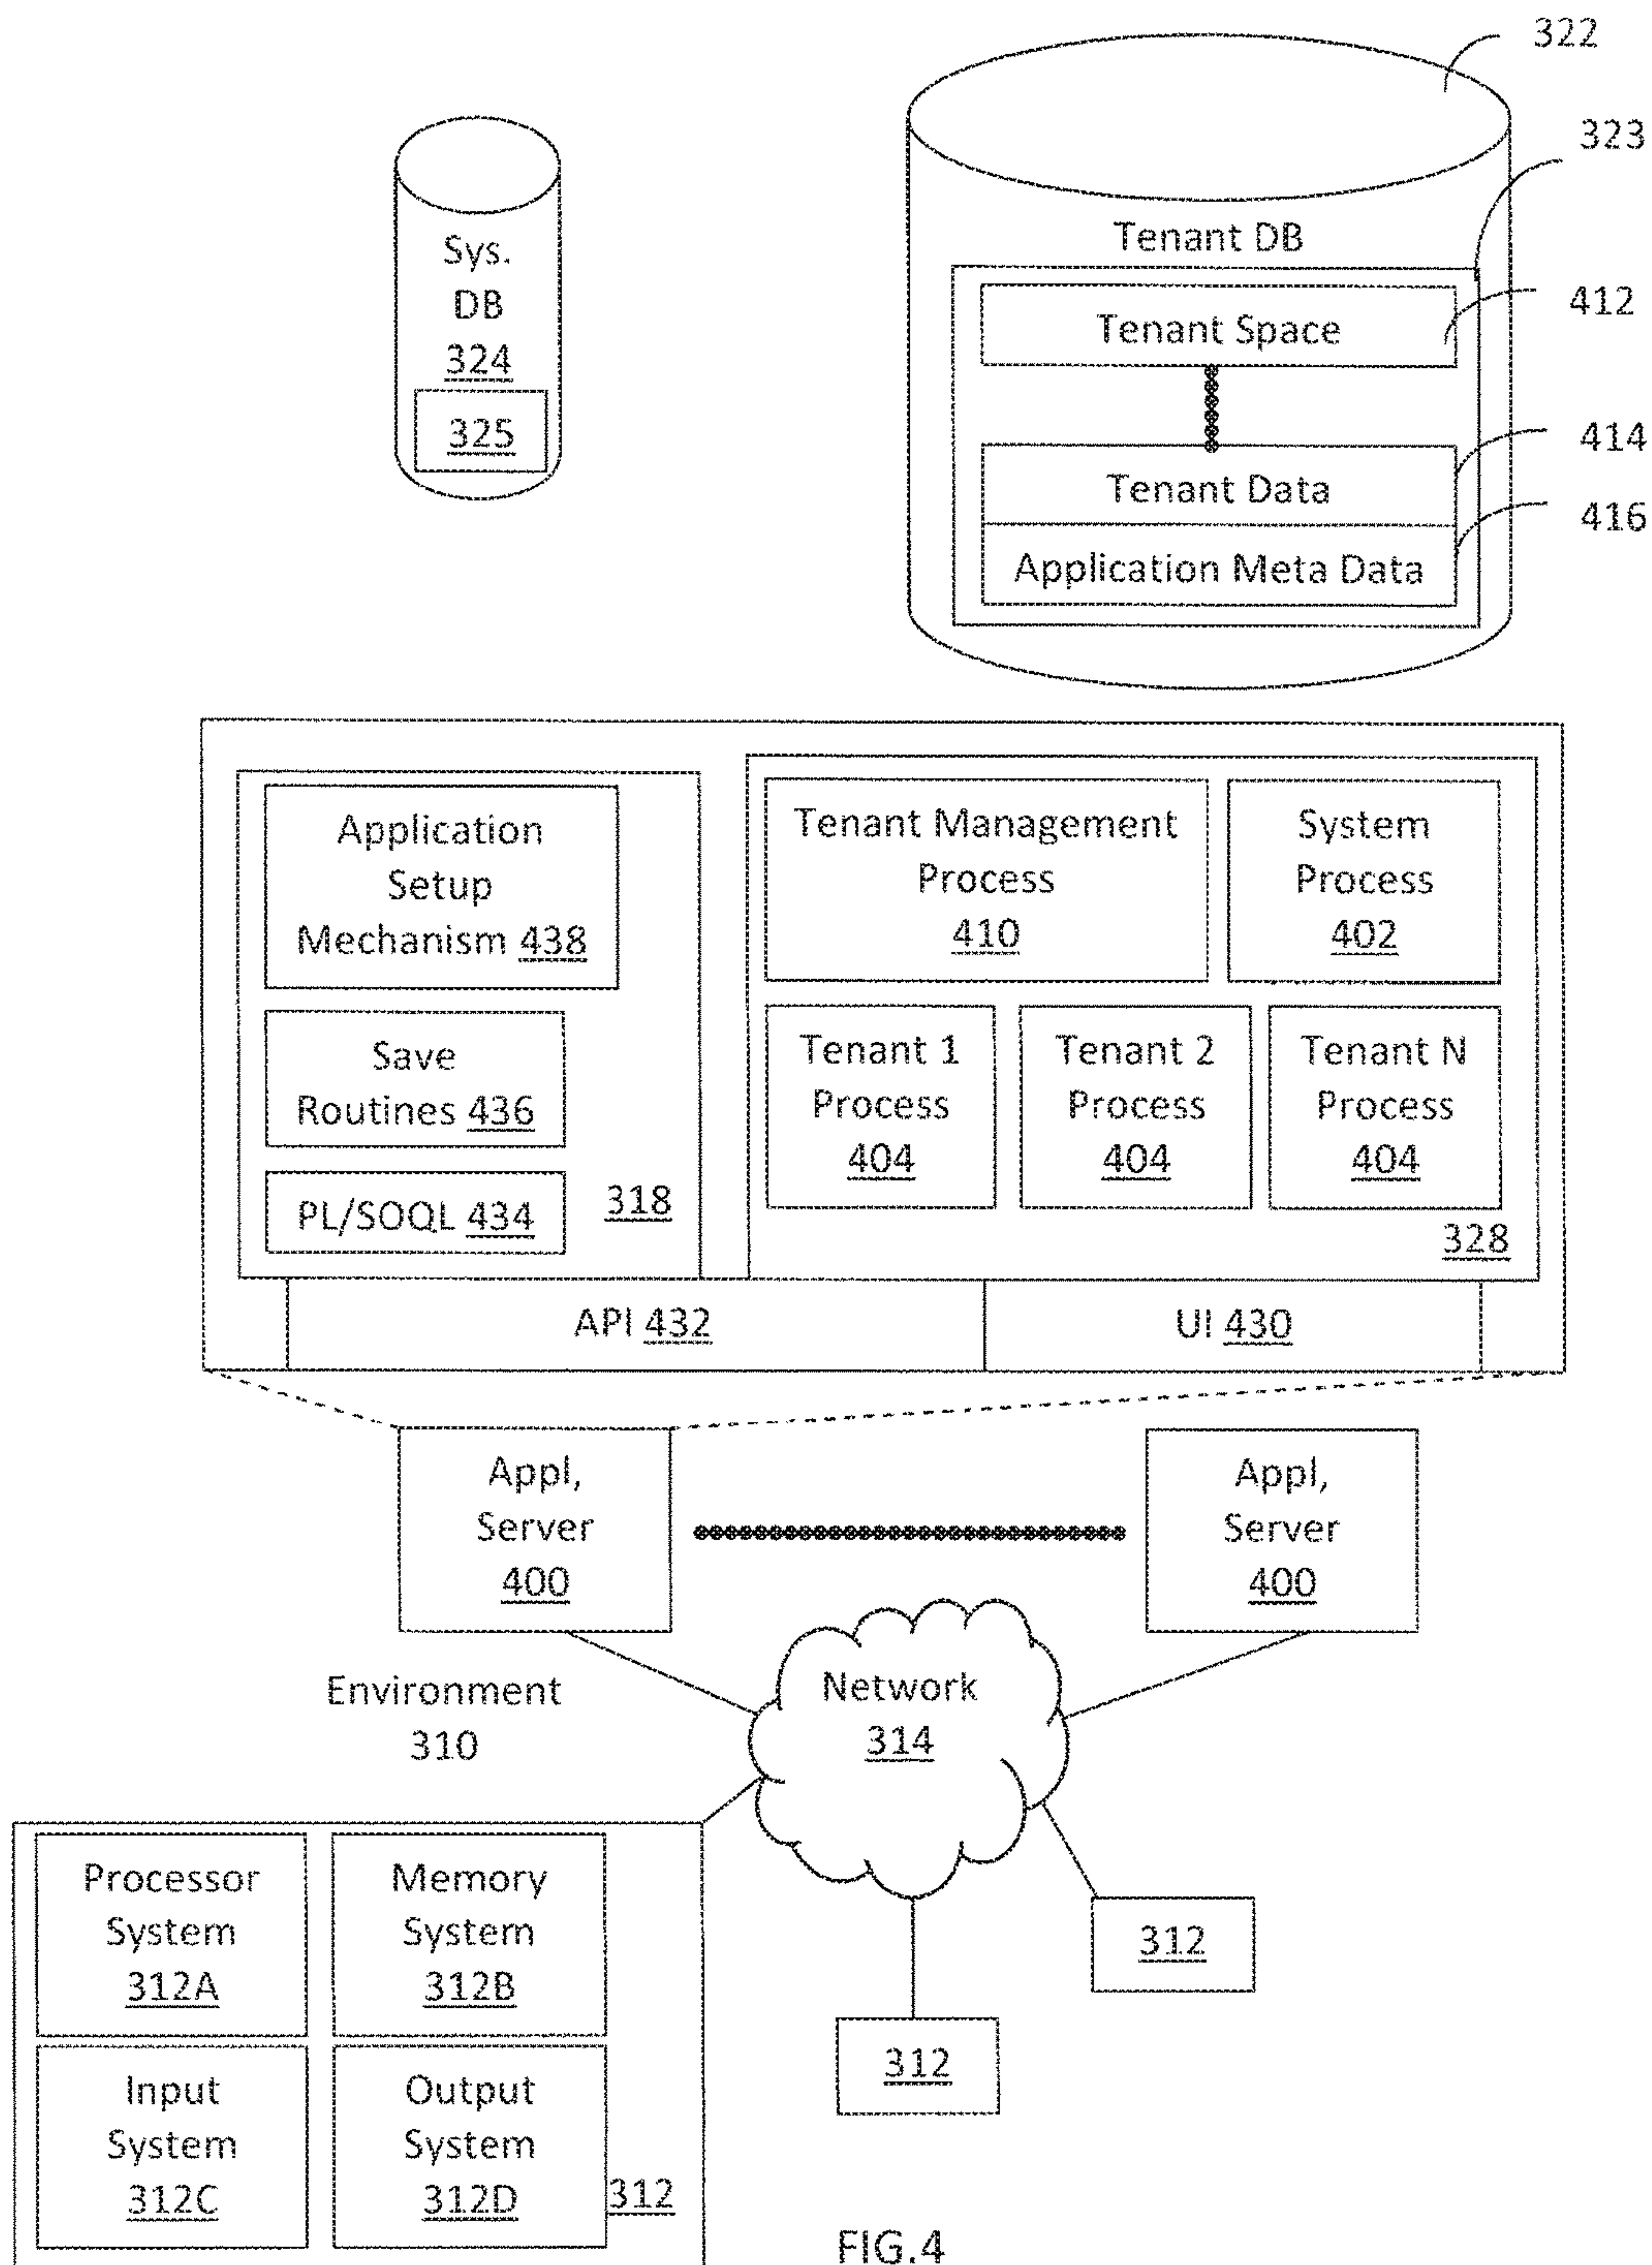 322
323
Tenant DB
Sys.
DB
324
325
Tenant Space
412
Tenant Data
414
Application Meta Data
416
Application
Setup
Mechanism 438
Save
Routines 436
PL/SOQL 434
318
Tenant Management
Process
410
System
Process
402
Tenant 1
Process
404
Tenant 2
Process
404
Tenant N
Process
404
328
API 432
UI 430
Appl,
Server
400
Appl,
Server
400
Environment
310
Network
314
Processor
System
312A
Memory
System
312B
Input
System
312C
Output
System
312D
312
312
312
FIG.4